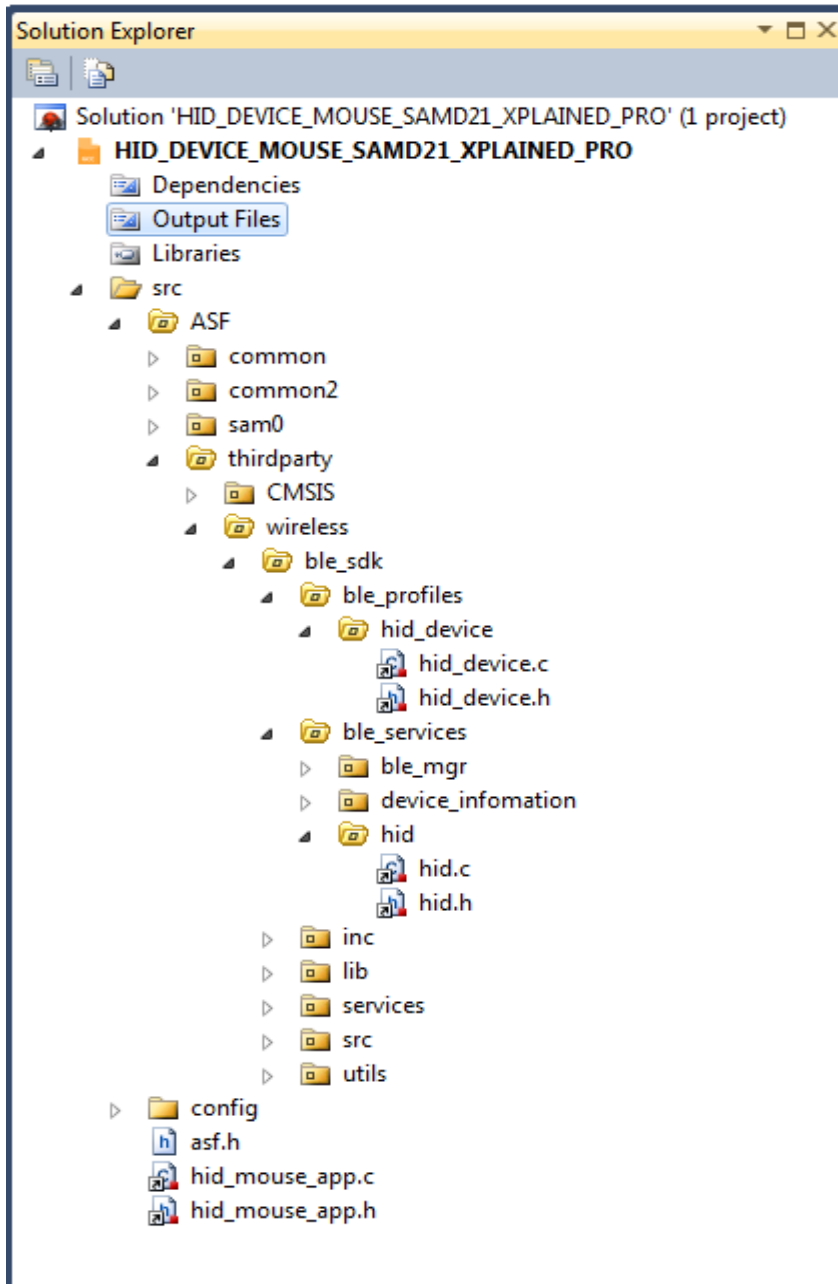 Solution Explorer
Solution 'HID_DEVICE_MOUSE_SAMD21_XPLAINED_PRO' (1 project)
HID_DEVICE_MOUSE_SAMD21_XPLAINED_PRO
Dependencies
Output Files
Libraries
src
ASF
common
common2
sam0
thirdparty
CMSIS
wireless
ble_sdk
ble_profiles
hid_device
hid_device.c
hid_device.h
ble_services
ble_mgr
device_infomation
hid
hid.c
hid.h
inc
lib
services
src
utils
config
asf.h
hid_mouse_app.c
hid_mouse_app.h